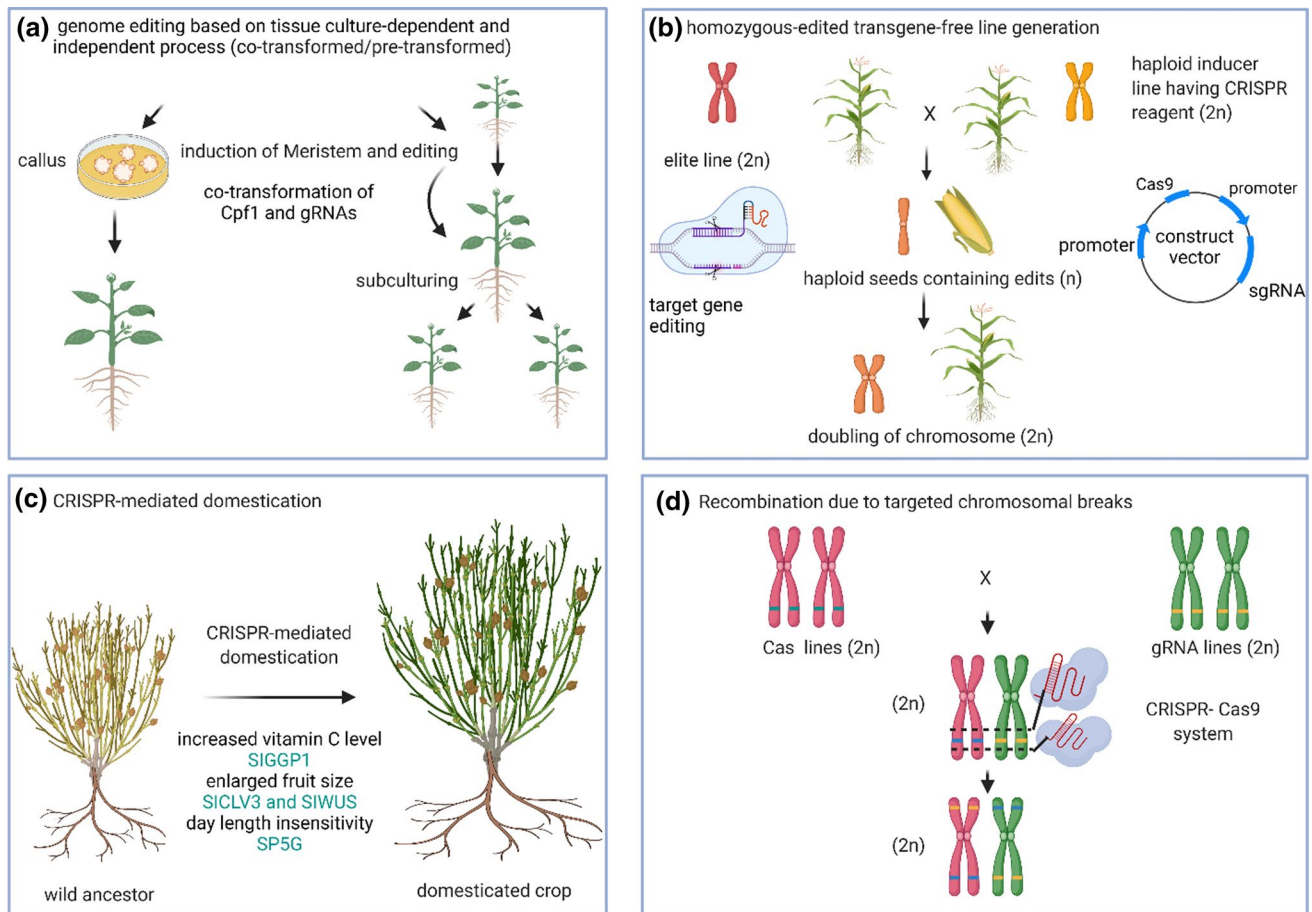 (a) genome editing based on tissue culture-dependent and
independent process (co-transformed/pre-transformed)
callus
induction of Meristem and editing
co-transformation of
Cpf1 and gRNAs
subculturing
(b) homozygous-edited transgene-free line generation
haploid inducer
line having CRISPR
reagent (2n)
X
elite line (2n)
Cas9
promoter
promoter
construct
vector
sgRNA
haploid seeds containing edits (n)
target gene
editing
doubling of chromosome (2n)
(c) CRISPR-mediated domestication
CRISPR-mediated
domestication
increased vitamin C level
SlGGP1
enlarged fruit size
SlCLV3 and SlWUS
day length insensitivity
SP5G
wild ancestor
domesticated crop
(d) Recombination due to targeted chromosomal breaks
X
Cas lines (2n)
gRNA lines (2n)
(2n)
CRISPR- Cas9
system
(2n)